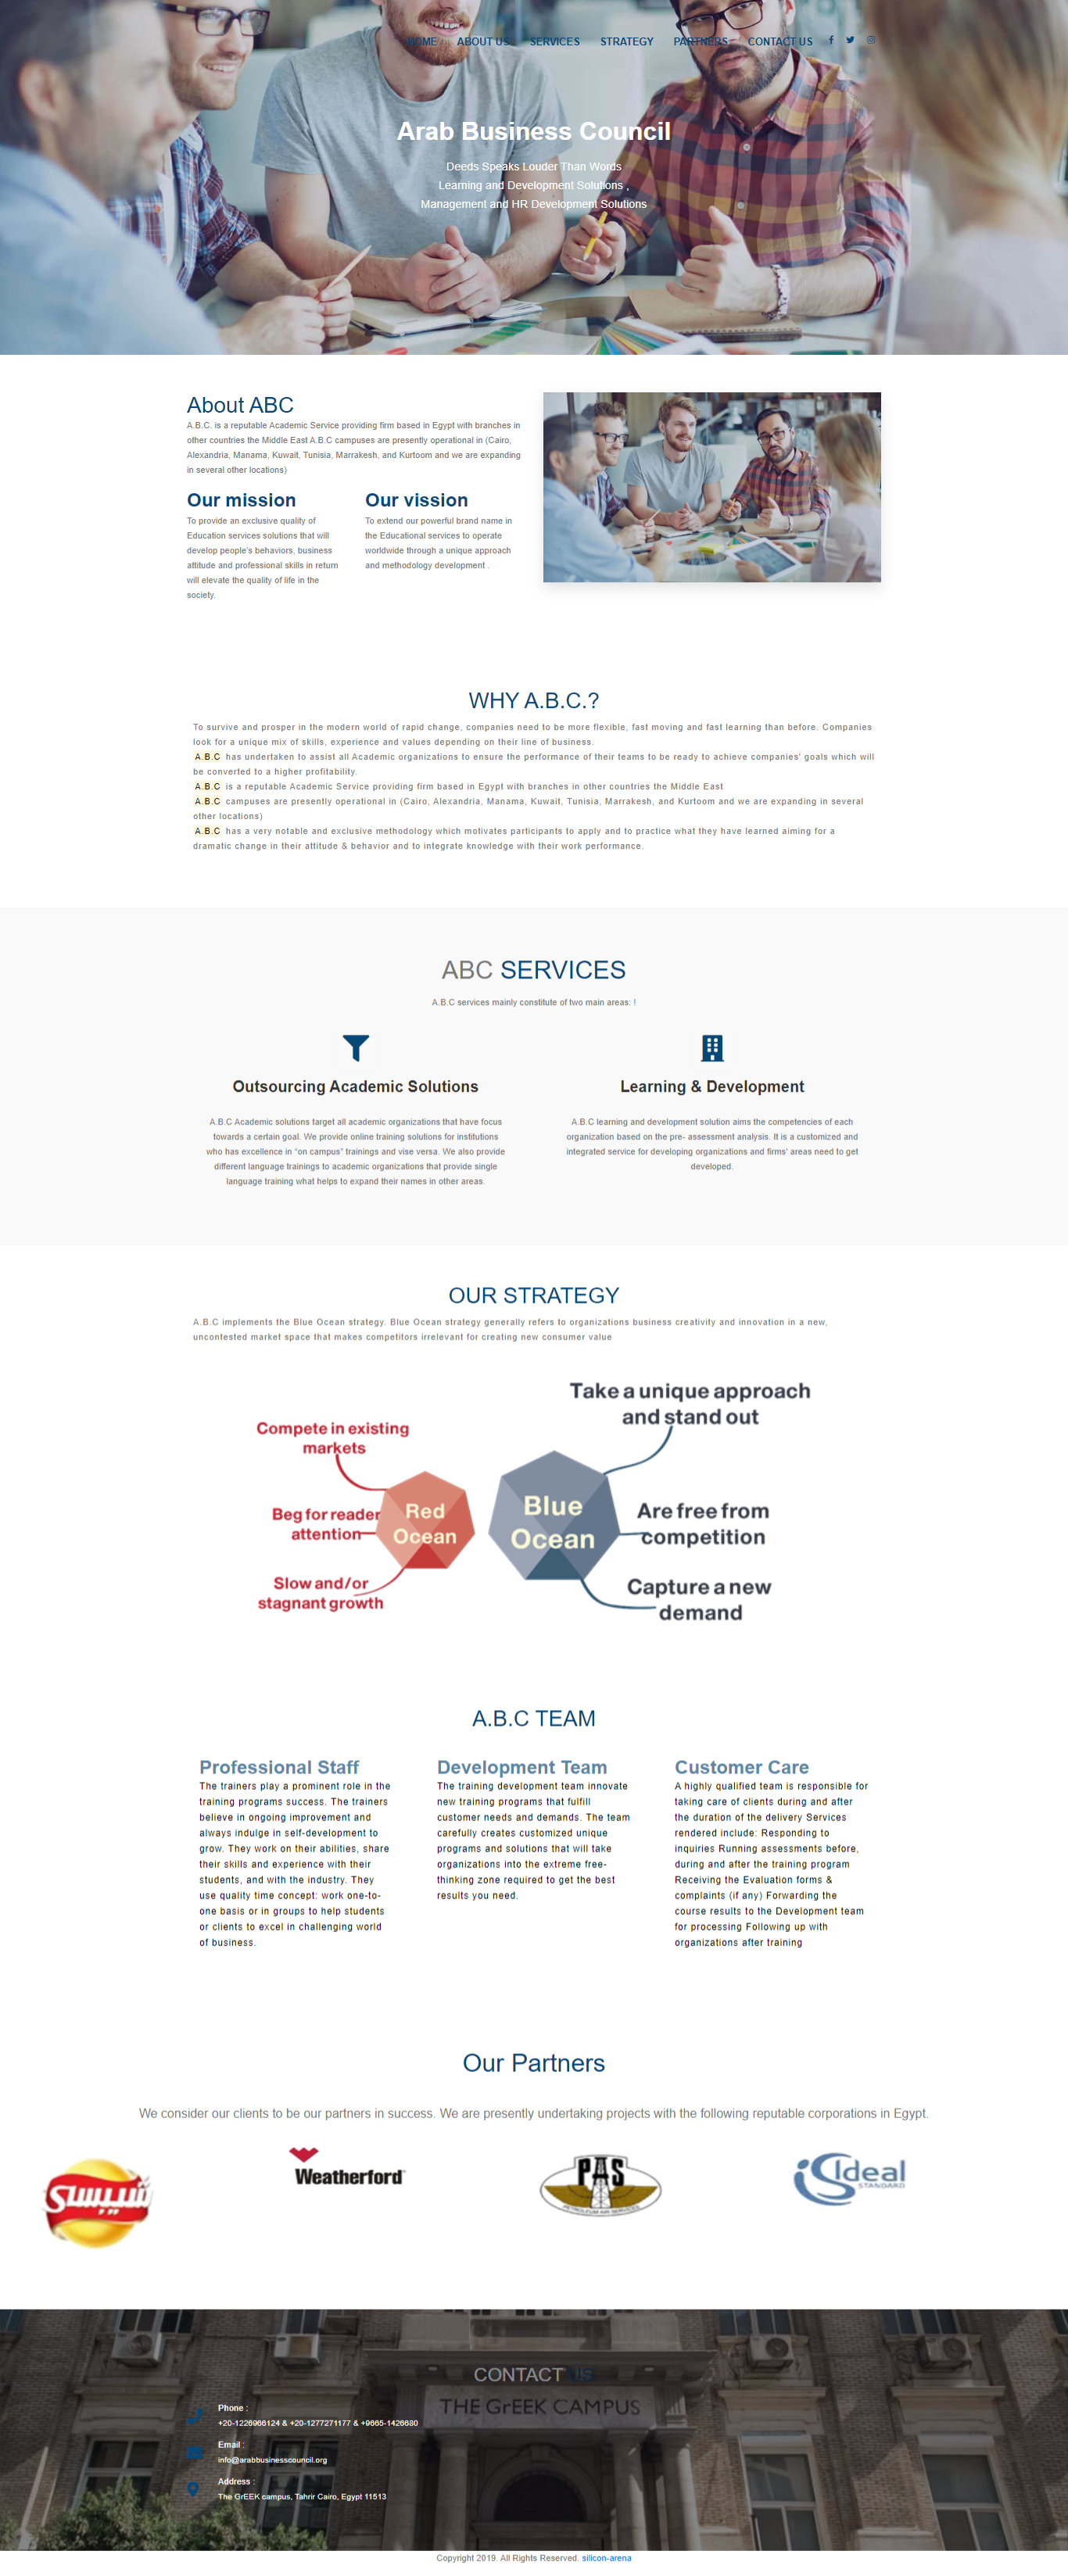 HOME ABOUT US SERVICES STRATEGY PARTNERS CONTACT US
Arab Business Council
Deeds Speaks Louder Than Words
Learning and Development Solutions ,
Management and HR Development Solutions
About ABC
A.B.C. is a reputable Academic Service providing firm based in Egypt with branches in
other countries the Middle East A.B.C campuses are presently operational in (Cairo,
Alexandria, Manama, Kuwait, Tunisia, Marrakesh, and Kurtoom and we are expanding
in several other locations)
Our mission
To provide an exclusive quality of
Education services solutions that will
develop people's behaviors, business
attitude and professional skills in return
will elevate the quality of life in the
society.
Our vission
To extend our powerful brand name in
the Educational services to operate
worldwide through a unique approach
and methodology development .
WHY A.B.C.?
To survive and prosper in the modern world of rapid change, companies need to be more flexible, fast moving and fast learning than before. Companies
look for a unique mix of skills, experience and values depending on their line of business.
A.B.C has undertaken to assist all Academic organizations to ensure the performance of their teams to be ready to achieve companies' goals which will
be converted to a higher profitability.
A.B.C is a reputable Academic Service providing firm based in Egypt with branches in other countries the Middle East
A.B.C campuses are presently operational in (Cairo, Alexandria, Manama, Kuwait, Tunisia, Marrakesh, and Kurtoom and we are expanding in several
other locations)
A.B.C has a very notable and exclusive methodology which motivates participants to apply and to practice what they have learned aiming for a
dramatic change in their attitude & behavior and to integrate knowledge with their work performance.
ABC SERVICES
A.B.C services mainly constitute of two main areas: !
Outsourcing Academic Solutions
A.B.C Academic solutions target all academic organizations that have focus
towards a certain goal. We provide online training solutions for institutions
who has excellence in “on campus” trainings and vise versa. We also provide
different language trainings to academic organizations that provide single
language training what helps to expand their names in other areas.
Learning & Development
A.B.C learning and development solution aims the competencies of each
organization based on the pre- assessment analysis. It is a customized and
integrated service for developing organizations and firms' areas need to get
developed.
OUR STRATEGY
A.B.C implements the Blue Ocean strategy. Blue Ocean strategy generally refers to organizations business creativity and innovation in a new,
uncontested market space that makes competitors irrelevant for creating new consumer value
Compete in existing
markets
Beg for reader
attention
Slow and/or
stagnant growth
Red
Ocean
Blue
Ocean
Take a unique approach
and stand out
Are free from
competition
Capture a new
demand
A.B.C TEAM
Professional Staff
The trainers play a prominent role in the
training programs success. The trainers
believe in ongoing improvement and
always indulge in self-development to
grow. They work on their abilities, share
their skills and experience with their
students, and with the industry. They
use quality time concept: work one-to-
one basis or in groups to help students
or clients to excel in challenging world
of business.
Development Team
The training development team innovate
new training programs that fulfill
customer needs and demands. The team
carefully creates customized unique
programs and solutions that will take
organizations into the extreme free-
thinking zone required to get the best
results you need.
Customer Care
A highly qualified team is responsible for
taking care of clients during and after
the duration of the delivery Services
rendered include: Responding to
inquiries Running assessments before,
during and after the training program
Receiving the Evaluation forms &
complaints (if any) Forwarding the
course results to the Development team
for processing Following up with
organizations after training
Our Partners
We consider our clients to be our partners in success. We are presently undertaking projects with the following reputable corporations in Egypt.
شيبسي
Weatherford
PAS
PETROLEUM AIR SERVICES
Ideal
STANDARD
CONTACT US
THE GrEEK CAMPUS
Phone :
+20-1226966124 & +20-1277271177 & +9665-1426680
Email :
info@arabbusinesscouncil.org
Address :
The GrEEK campus, Tahrir Cairo, Egypt 11513
Copyright 2019. All Rights Reserved. silicon-arena